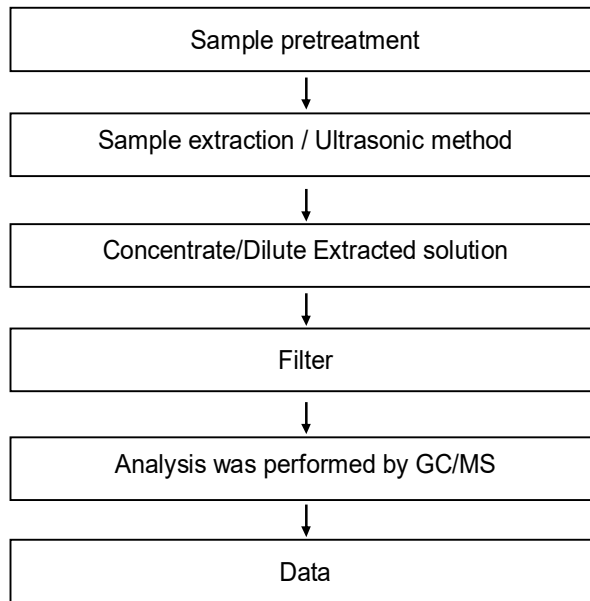 Sample pretreatment
Sample extraction / Ultrasonic method
Concentrate/Dilute Extracted solution
Filter
Analysis was performed by GC/MS
Data